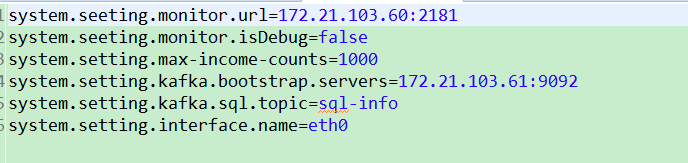 system.seeting.monitor.url=172.21.103.60:2181
system.setting.monitor.isDebug=false
system.setting.max-income-counts=1000
system.setting.kafka.bootstrap.servers=172.21.103.61:9092
system.setting.kafka.sql.topic=sql-info
system.setting.interface.name=eth0